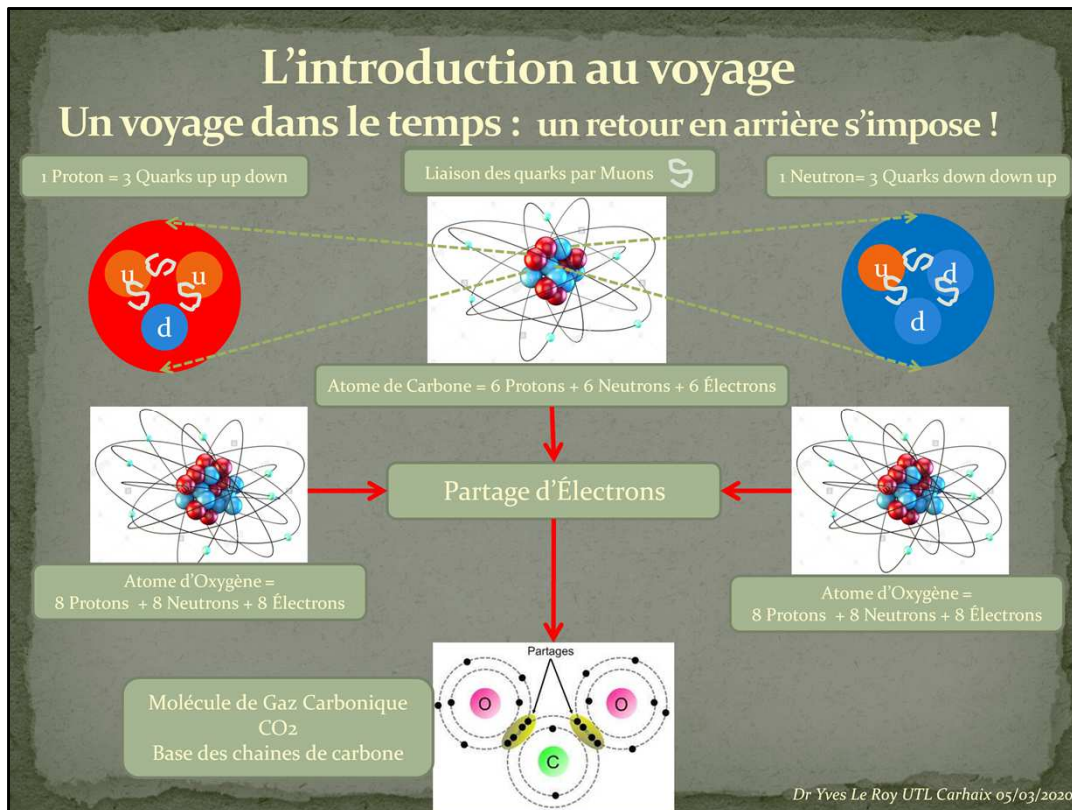 L'introduction au voyage
Un voyage dans le temps : un retour en arrière s'impose !
1 Proton = 3 Quarks up up down
Liaison des quarks par Muons
1 Neutron= 3 Quarks down down up
u
u
d
u
d
d
Atome de Carbone = 6 Protons + 6 Neutrons + 6 Électrons
Partage d'Électrons
Atome d'Oxygène =
8 Protons + 8 Neutrons + 8 Électrons
Atome d'Oxygène =
8 Protons + 8 Neutrons + 8 Électrons
Partages
O
O
C
Molécule de Gaz Carbonique
CO2
Base des chaines de carbone
Dr Yves Le Roy UTL Carhaix 05/03/2020